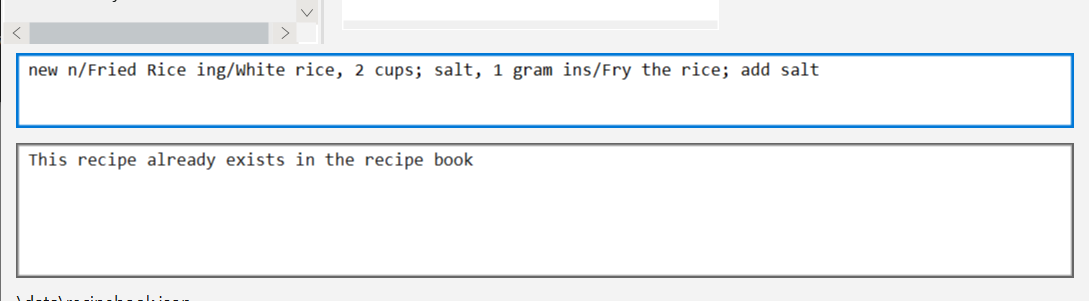 new n/Fried Rice ing/White rice, 2 cups; salt, 1 gram ins/Fry the rice; add salt
This recipe already exists in the recipe book